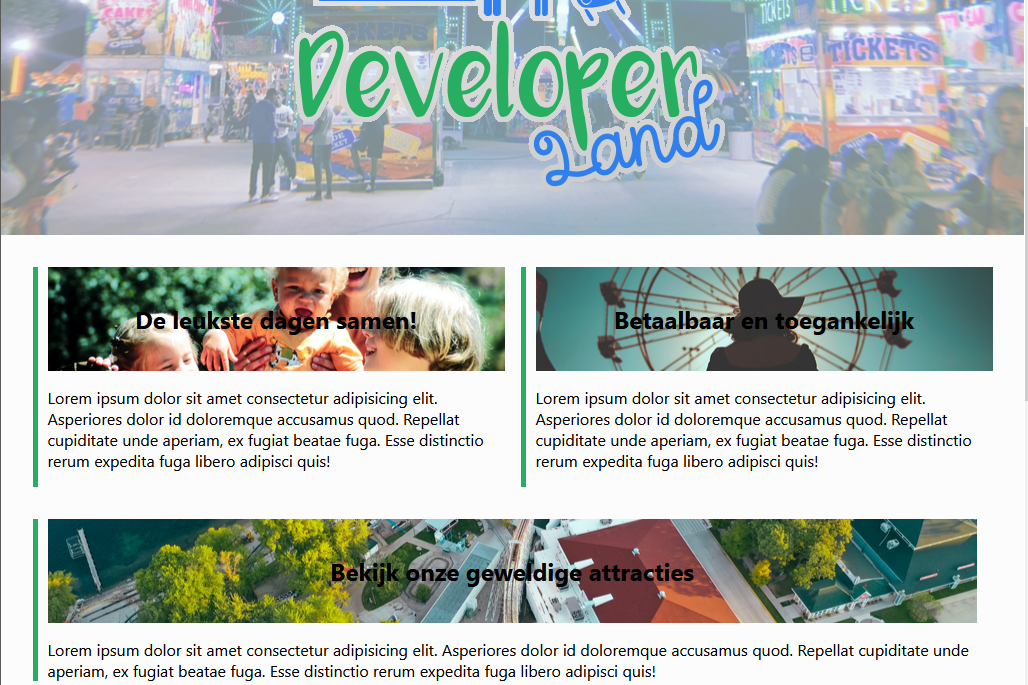 CAKES
TICKETS
TICKETS
TICKETS
Developer
Land
De leukste dagen samen!
Betaalbaar en toegankelijk
Lorem ipsum dolor sit amet consectetur adipisicing elit.
Asperiores dolor id doloremque accusamus quod. Repellat
cupiditate unde aperiam, ex fugiat beatae fuga. Esse distinctio
rerum expedita fuga libero adipisci quis!
Lorem ipsum dolor sit amet consectetur adipisicing elit.
Asperiores dolor id doloremque accusamus quod. Repellat
cupiditate unde aperiam, ex fugiat beatae fuga. Esse distinctio
rerum expedita fuga libero adipisci quis!
Bekijk onze geweldige attracties
Lorem ipsum dolor sit amet consectetur adipisicing elit. Asperiores dolor id doloremque accusamus quod. Repellat cupiditate unde
aperiam, ex fugiat beatae fuga. Esse distinctio rerum expedita fuga libero adipisci quis!